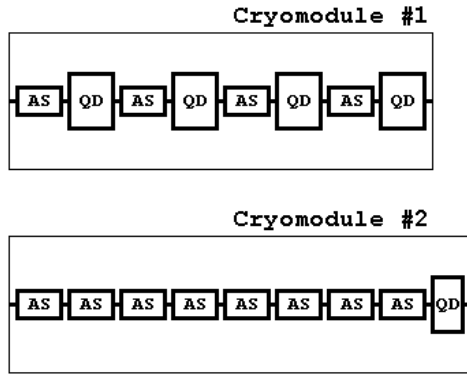 Cryomodule #1
AS QD AS QD AS QD AS QD
Cryomodule #2
AS AS AS AS AS AS AS AS QD